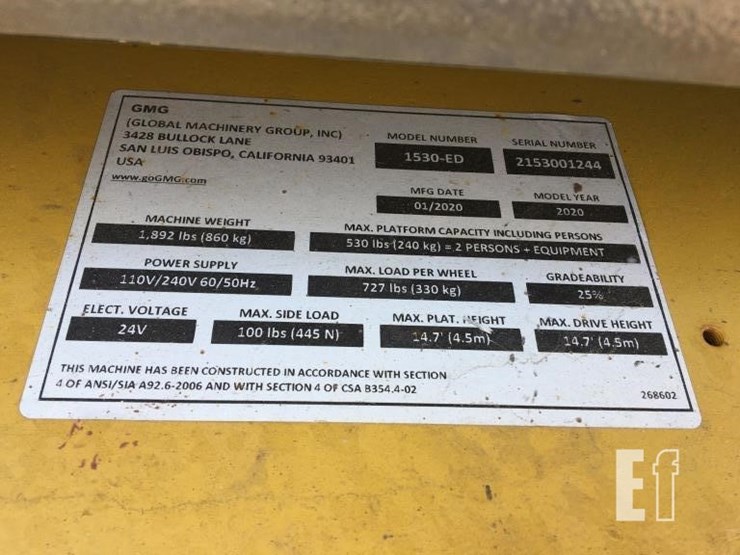 GMG
(GLOBAL MACHINERY GROUP, INC)
3428 BULLOCK LANE
SAN LUIS OBISPO, CALIFORNIA 93401
USA
www.goGMG.com
MODEL NUMBER
1530-ED
SERIAL NUMBER
2153001244
MFG DATE
01/2020
MODEL YEAR
2020
MACHINE WEIGHT
1,892 lbs (860 kg)
MAX. PLATFORM CAPACITY INCLUDING PERSONS
530 lbs (240 kg) = 2 PERSONS + EQUIPMENT
POWER SUPPLY
110V/240V 60/50Hz
MAX. LOAD PER WHEEL
727 lbs (330 kg)
GRADEABILITY
25%
ELECT. VOLTAGE
24V
MAX. SIDE LOAD
100 lbs (445 N)
MAX. PLAT. HEIGHT
14.7' (4.5m)
MAX. DRIVE HEIGHT
14.7' (4.5m)
THIS MACHINE HAS BEEN CONSTRUCTED IN ACCORDANCE WITH SECTION
4 OF ANSI/SIA A92.6-2006 AND WITH SECTION 4 OF CSA B354.4-02
268602
Ef